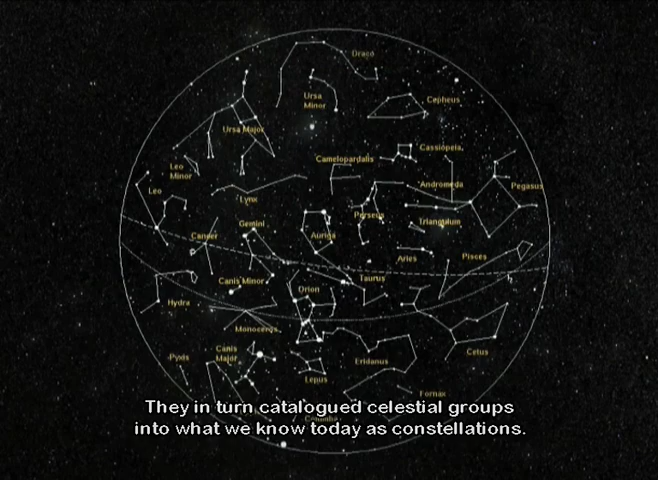 Draco
Ursa
Minor
Cepheus
Ursa Major
Cassiopeia
Camelopardalis
Leo
Minor
Leo
Lynx
Andromeda
Pegasus
Perseus
Triangulum
Gemini
Cancer
Auriga
Aries
Pisces
Canis Minor
Taurus
Orion
Hydra
Monoceros
Canis
Major
Pyxis
Eridanus
Cetus
Lepus
Fornax
They in turn catalogued celestial groups
into what we know today as constellations.